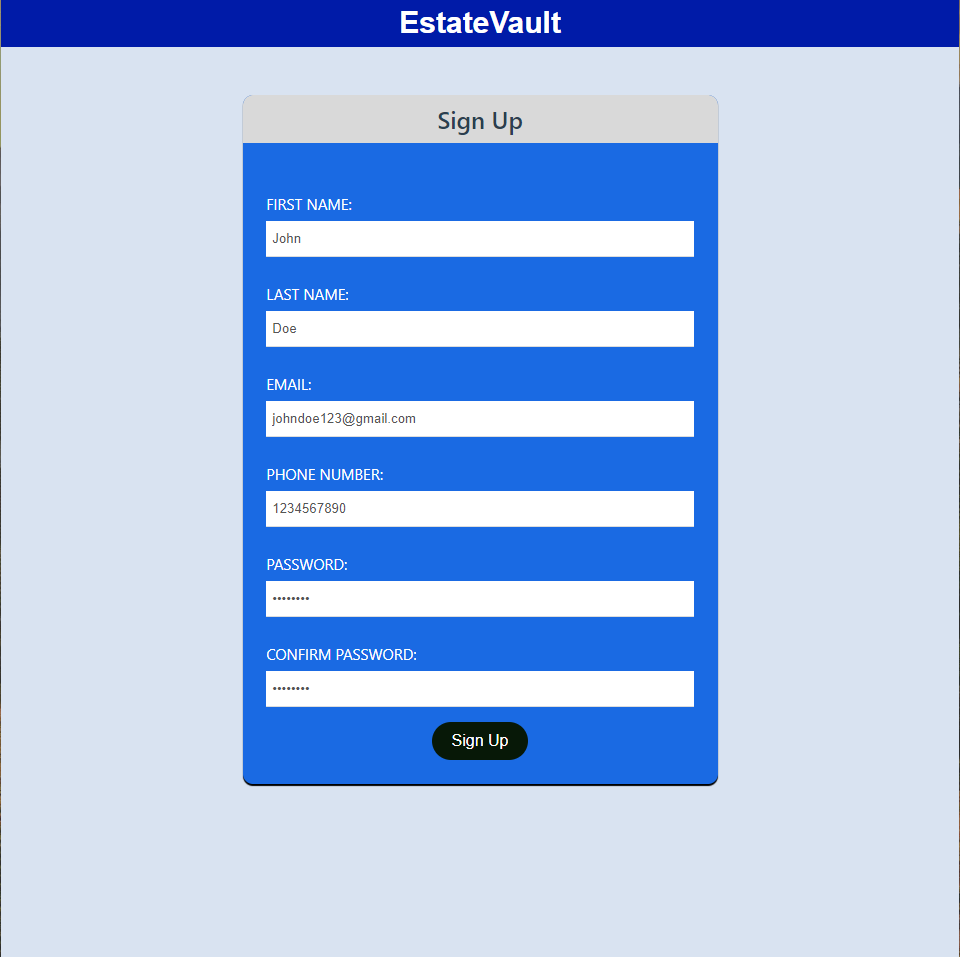 EstateVault
Sign Up
FIRST NAME:
John
LAST NAME:
Doe
EMAIL:
johndoe123@gmail.com
PHONE NUMBER:
1234567890
PASSWORD:
••••••••
CONFIRM PASSWORD:
••••••••
Sign Up